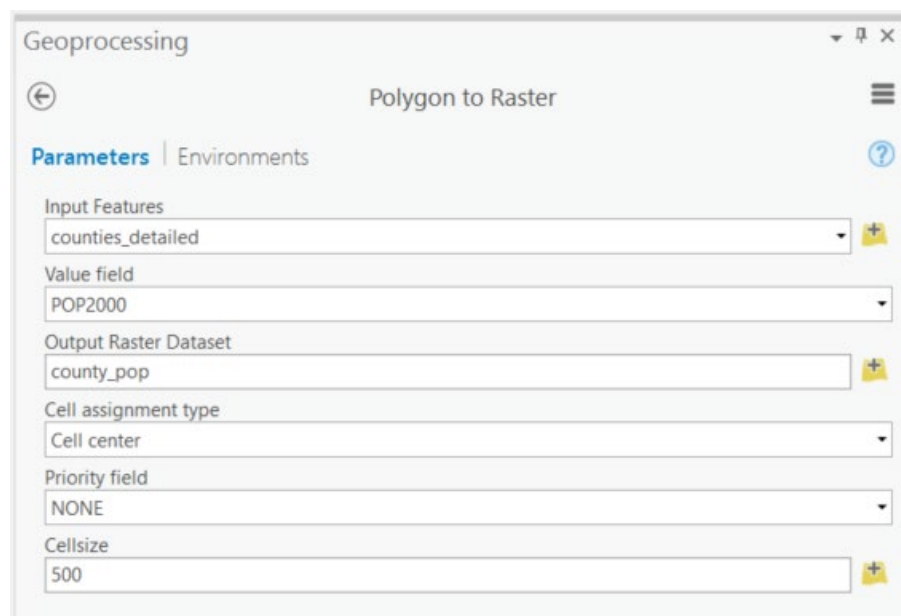 Geoprocessing
Polygon to Raster
Parameters | Environments
Input Features
counties_detailed
Value field
POP2000
Output Raster Dataset
county_pop
Cell assignment type
Cell center
Priority field
NONE
Cellsize
500